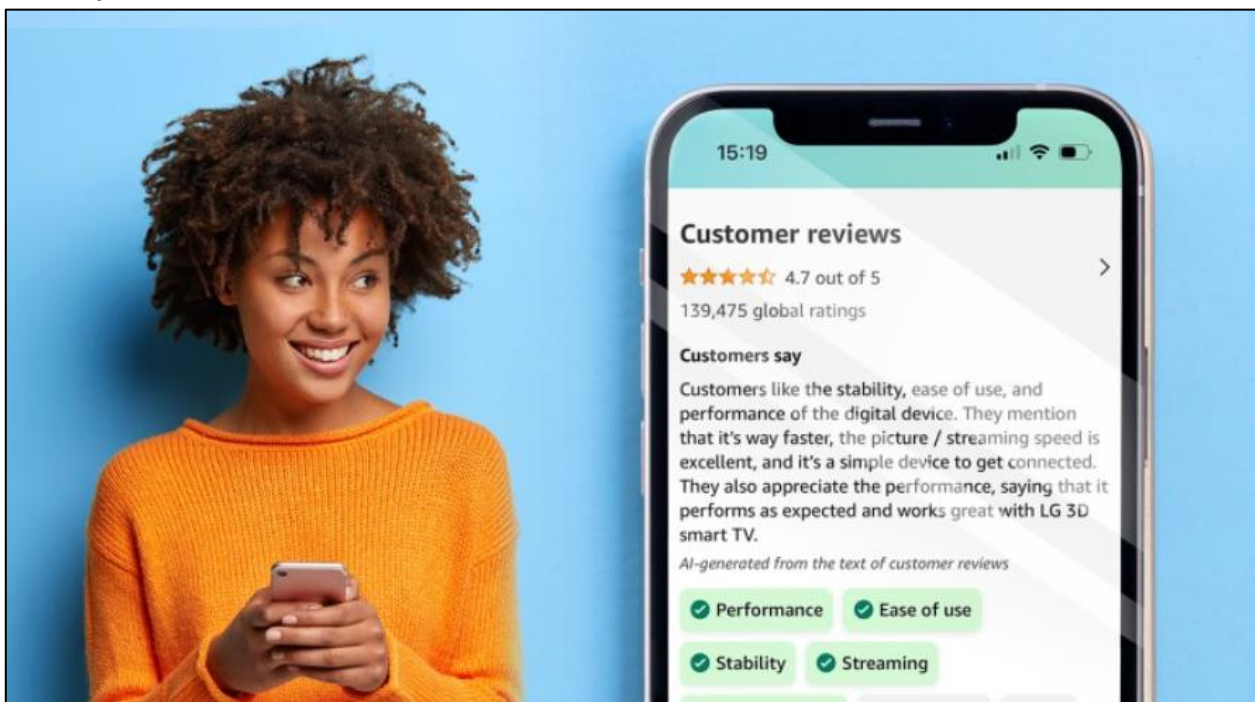 15:19
Customer reviews
4.7 out of 5
139,475 global ratings
Customers say
Customers like the stability, ease of use, and
performance of the digital device. They mention
that it's way faster, the picture / streaming speed is
excellent, and it's a simple device to get connected.
They also appreciate the performance, saying that it
performs as expected and works great with LG 3D
smart TV.
AI-generated from the text of customer reviews
Performance Ease of use
Stability Streaming